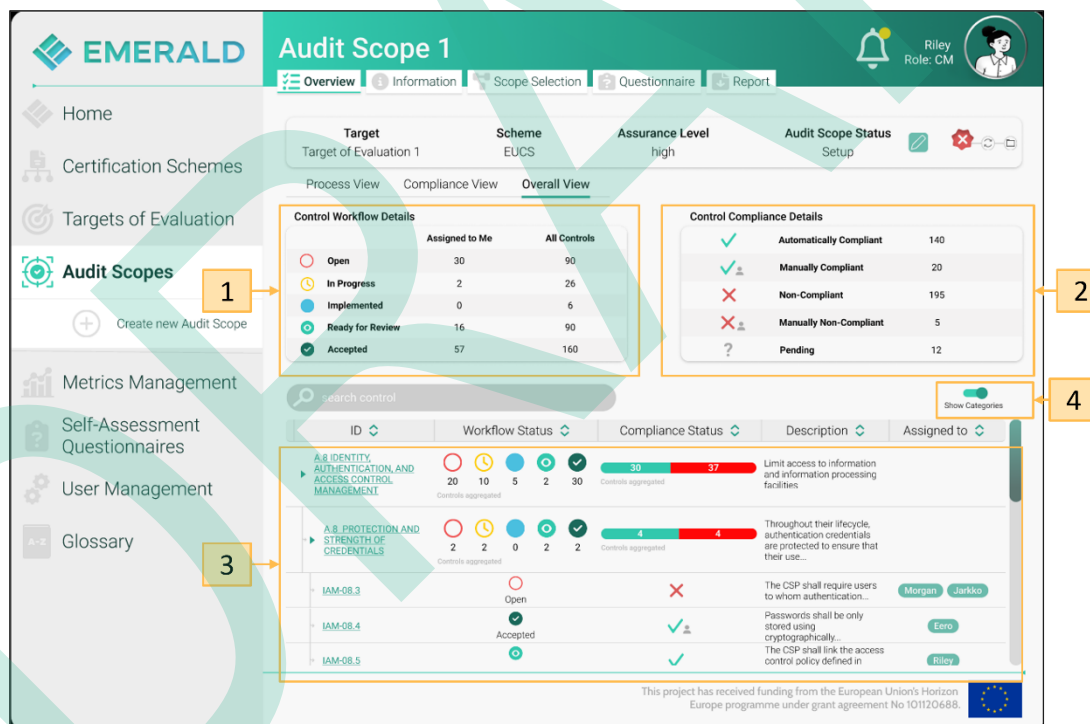 EMERALD
Audit Scope 1
Riley
Role: CM
Overview Information Scope Selection Questionnaire Report
Home
Certification Schemes
Targets of Evaluation
Audit Scopes
Create new Audit Scope
Metrics Management
Self-Assessment
Questionnaires
User Management
A-Z Glossary
Target Scheme Assurance Level Audit Scope Status
Target of Evaluation 1 EUCS high Setup
Process View Compliance View Overall View
1
Control Workflow Details
Assigned to Me All Controls
Open 30 90
In Progress 2 26
Implemented 0 6
Ready for Review 16 90
Accepted 57 160
2
Control Compliance Details
Automatically Compliant 140
Manually Compliant 20
Non-Compliant 195
Manually Non-Compliant 5
? Pending 12
search control
Show Categories
4
ID Workflow Status Compliance Status Description Assigned to
3
A.8 IDENTITY,
AUTHENTICATION, AND
ACCESS CONTROL
MANAGEMENT
20 10 5 2 30
Controls aggregated
30 37
Controls aggregated
Limit access to information
and information processing
facilities
A.8 PROTECTION AND
STRENGTH OF
CREDENTIALS
2 2 0 2 2
Controls aggregated
4 4
Controls aggregated
Throughout their lifecycle,
authentication credentials
are protected to ensure that
their use...
IAM-08.3
Open
The CSP shall require users
to whom authentication...
Morgan Jarkko
IAM-08.4
Accepted
Passwords shall be only
stored using
cryptographically...
Eero
IAM-08.5
The CSP shall link the access
control policy defined in
Riley
This project has received funding from the European Union's Horizon
Europe programme under grant agreement No 101120688.